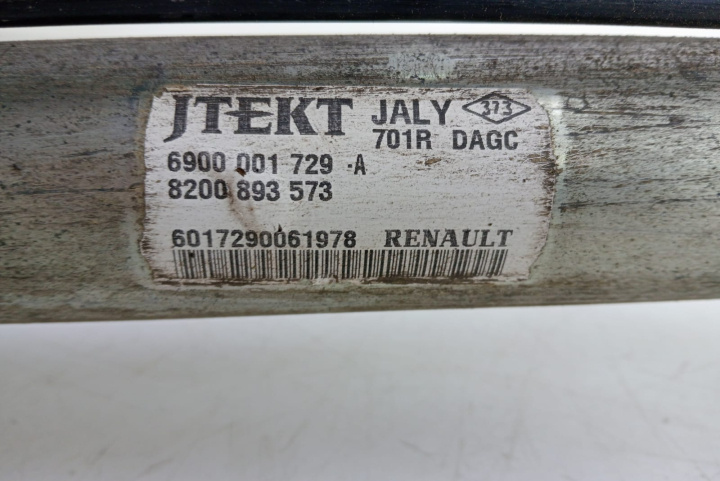 JTEKT JALY 373
701R DAGC
6900 001 729 -A
8200 893 573
6017290061978 RENAULT